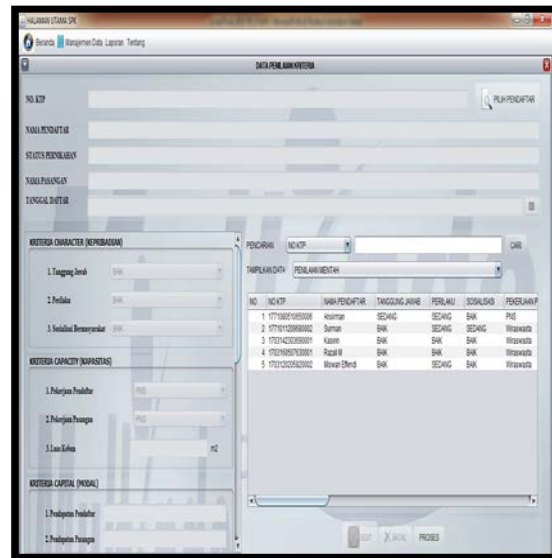 HALAMAN UTAMA SPK
Beranda Manajemen Data Laporan Tentang
DATA PENILAIAN KRITERIA
NO. KTP
PILIH PENDAFTAR
NAMA PENDAFTAR
STATUS PERNIKAHAN
NAMA PASANGAN
TANGGAL DAFTAR
KRITERIA CHARACTER (KEPRIBADIAN)
1. Tanggung Jawab BAIK
2. Perilaku BAIK
3. Sosialisi Bermasyarakat BAIK
KRITERIA CAPACITY (KAPASITAS)
1. Pekerjaan Pendaftar PNS
2. Pekerjaan Pasangan PNS
3. Luas Kebun m2
KRITERIA CAPITAL (MODAL)
1. Pendapatan Pendaftar
2. Pendapatan Pasangan
PENCARIAN NO KTP CARI
TAMPILKAN DATA PENILAIAN MENTAH
NO NO KTP NAMA PENDAFTAR TANGGUNG JAWAB PERILAKU SOSIALISASI PEKERJAAN P
1 SEDANG SEDANG BAIK PNS
2 Surman BAIK SEDANG SEDANG Wiraswasta
3 Kasirin BAIK BAIK BAIK Wiraswasta
4 Razali M BAIK BAIK BAIK Wiraswasta
5 Miswan Effendi BAIK SEDANG BAIK Wiraswasta
EDIT BATAL PROSES